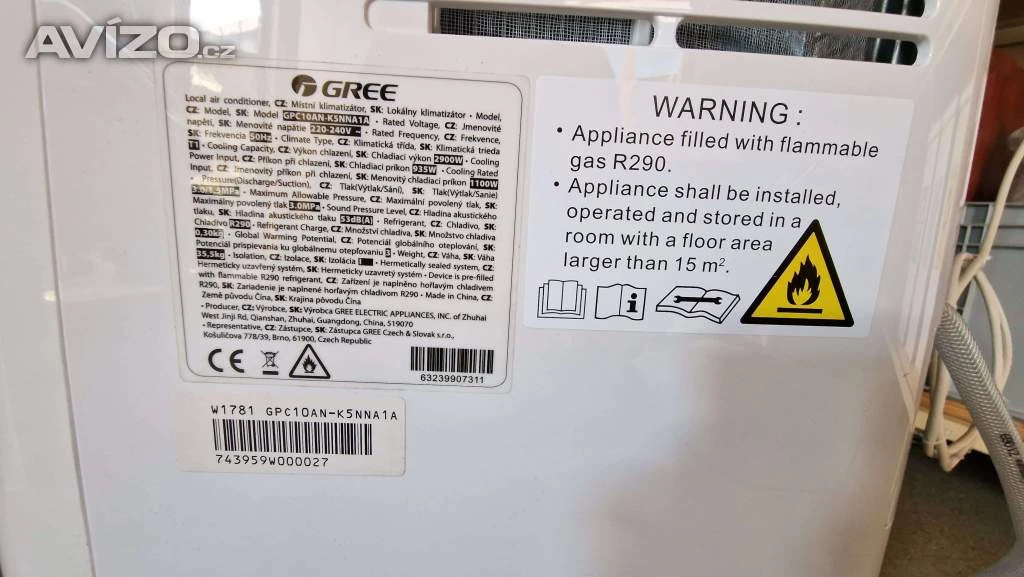 AVÍZO.cz
GREE
Local air conditioner, CZ: Místní klimatizátor, SK: Lokálny klimatizátor • Model,
CZ: Model, SK: Model GPC10AN-K5NNA1A • Rated Voltage, CZ: Jmenovité
napětí, SK: Menovité napätie 220-240V ~ • Rated Frequency, CZ: Frekvence,
SK: Frekvencia 50Hz • Climate Type, CZ: Klimatická třída, SK: Klimatická trieda
T1 • Cooling Capacity, CZ: Výkon chlazení, SK: Chladiaci výkon 2900W • Cooling
Power Input, CZ: Příkon při chlazení, SK: Chladiaci príkon 935W • Cooling Rated
Input, CZ: Jmenovitý příkon při chlazení, SK: Menovitý chladiaci príkon 1100W
• Pressure(Discharge/Suction), CZ: Tlak(Výtlak/Sání), SK: Tlak(Výtlak/Sanie)
• Maximum Allowable Pressure, CZ: Maximální povolený tlak, SK:
Maximálny povolený tlak 3.0MPa • Sound Pressure Level, CZ: Hladina akustického
tlaku, SK: Hladina akustického tlaku 53dB(A) • Refrigerant, CZ: Chladivo, SK:
Chladivo R290 • Refrigerant Charge, CZ: Množství chladiva, SK: Množstvo chladiva
0,30kg • Global Warming Potential, CZ: Potenciál globálního oteplování, SK:
Potenciál prispievania ku globálnemu otepľovaniu 3 • Weight, CZ: Váha, SK: Váha
35.5kg • Isolation, CZ: Izolace, SK: Izolácia I • Hermetically sealed system, CZ:
Hermeticky uzavřený systém, SK: Hermeticky uzavretý systém • Device is pre-filled
with flammable R290 refrigerant, CZ: Zařízení je naplněno hořlavým chladivem
R290, SK: Zariadenie je naplnené horľavým chladivom R290 • Made in China, CZ:
Země původu Čína, SK: Krajina pôvodu Čína
• Producer, CZ: Výrobce, SK: Výrobca GREE ELECTRIC APPLIANCES, INC. of Zhuhai
West Jinji Rd, Qianshan, Zhuhai, Guangdong, China, 519070
• Representative, CZ: Zástupce, SK: Zástupca GREE Czech & Slovak s.r.o.,
Košuličova 778/39, Brno, 61900, Czech Republic
CE
63239907311
W1781 GPC10AN-K5NNA1A
743959W000027
WARNING :
• Appliance filled with flammable
gas R290.
• Appliance shall be installed,
operated and stored in a
room with a floor area
larger than 15 m².